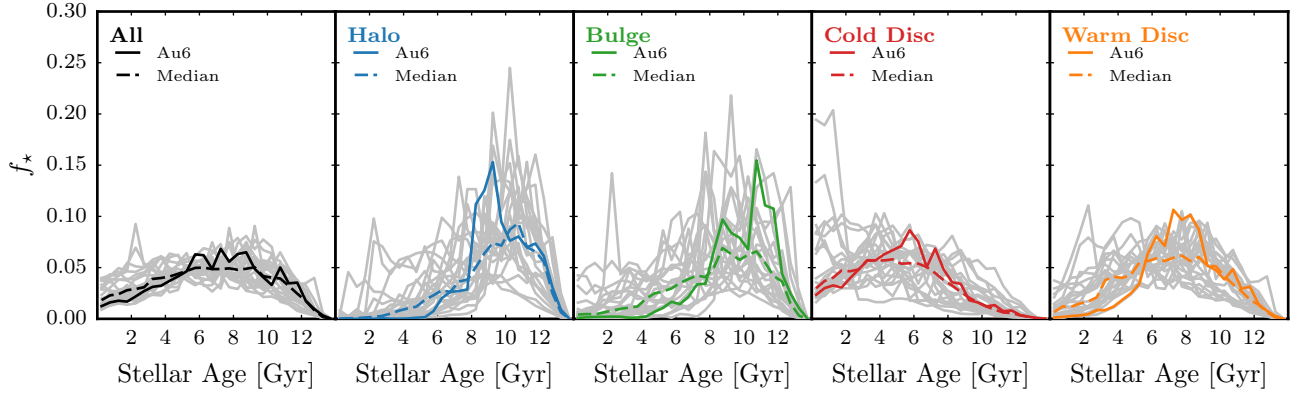 0.30
0.25
0.20
0.15
0.10
0.05
0.00
f⋆
All
Au6
Median
Halo
Au6
Median
Bulge
Au6
Median
Cold Disc
Au6
Median
Warm Disc
Au6
Median
2 4 6 8 10 12
2 4 6 8 10 12
2 4 6 8 10 12
2 4 6 8 10 12
2 4 6 8 10 12
Stellar Age [Gyr]
Stellar Age [Gyr]
Stellar Age [Gyr]
Stellar Age [Gyr]
Stellar Age [Gyr]